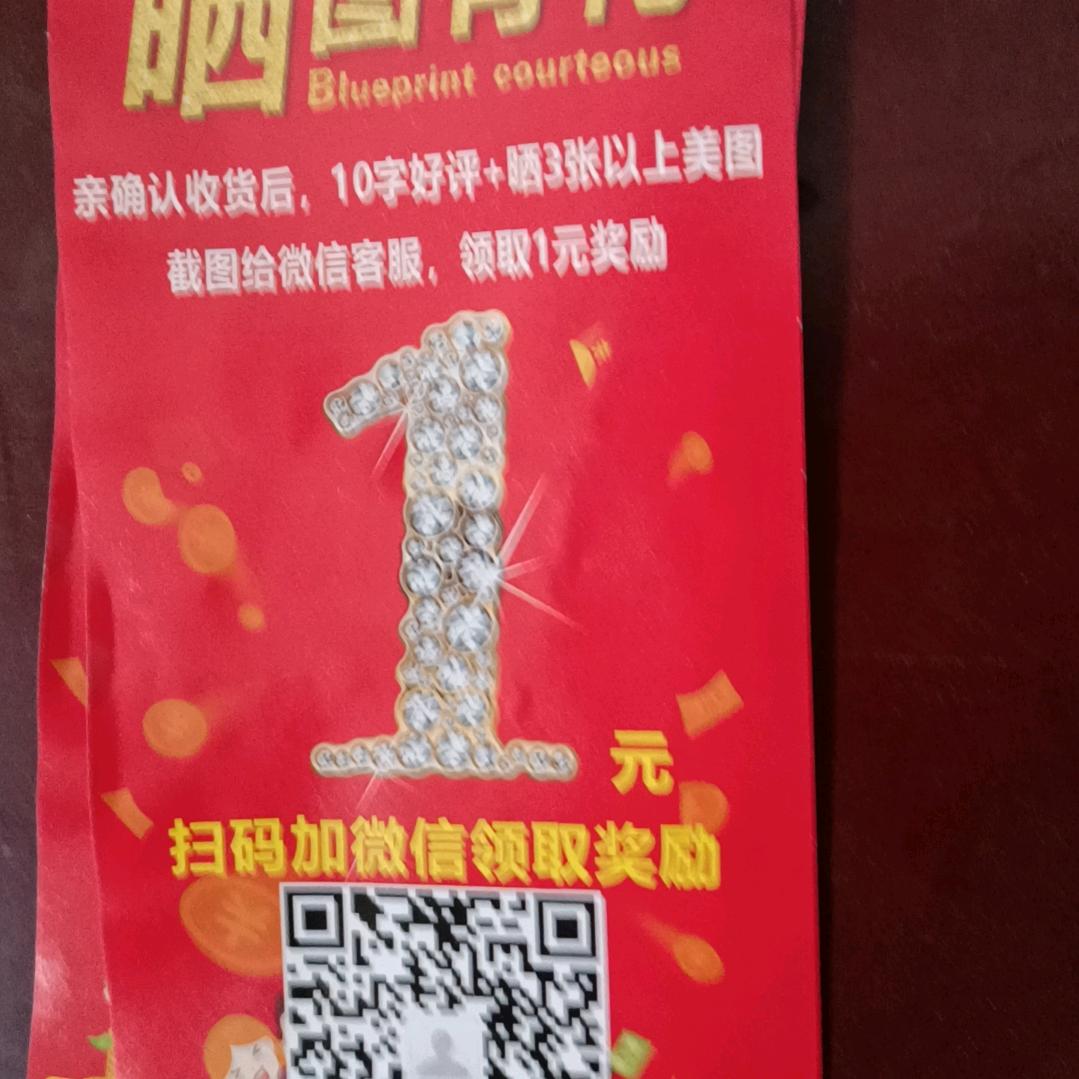 晒图有礼
Blueprint courteous
亲确认收货后，10字好评+晒3张以上美图
截图给微信客服，领取1元奖励
1元
扫码加微信领取奖励